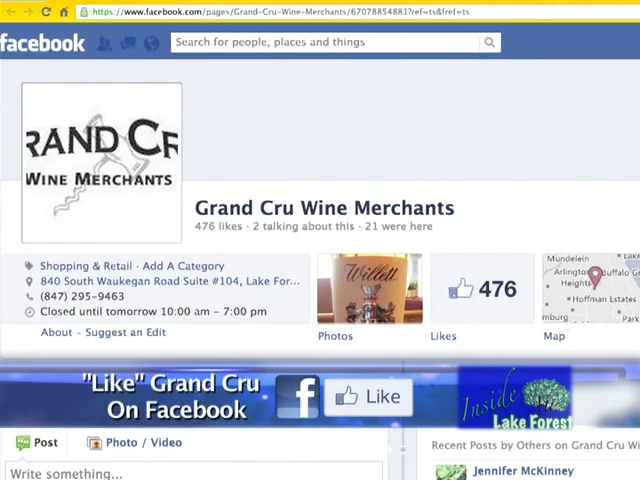 https://www.facebook.com/pages/Grand-Cru-Wine-Merchants/67078854881?ref=ts&fref=ts
facebook
Search for people, places and things
RAND CR
WINE MERCHANTS
Grand Cru Wine Merchants
476 likes · 2 talking about this · 21 were here
Shopping & Retail · Add A Category
840 South Waukegan Road Suite #104, Lake For...
(847) 295-9463
Closed until tomorrow 10:00 am - 7:00 pm
About - Suggest an Edit
Willett
Photos
476
Likes
Mundelein
Lake
Arlington
Heights
Buffalo Gr
Hoffman Estates
mburg
Park
Map
"Like" Grand Cru
On Facebook
f
Like
Inside
Lake Forest
Post
Photo / Video
Write something...
Recent Posts by Others on Grand Cru Wi
Jennifer McKinney